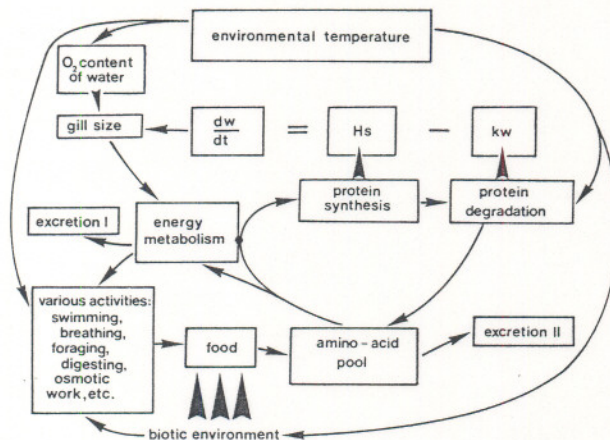 environmental temperature
O2 content
of water
gill size
dw
dt
=
Hs
-
kw
protein
synthesis
protein
degradation
excretion I
energy
metabolism
various activities:
swimming,
breathing,
foraging,
digesting,
osmotic
work, etc.
food
amino-acid
pool
excretion II
biotic environment